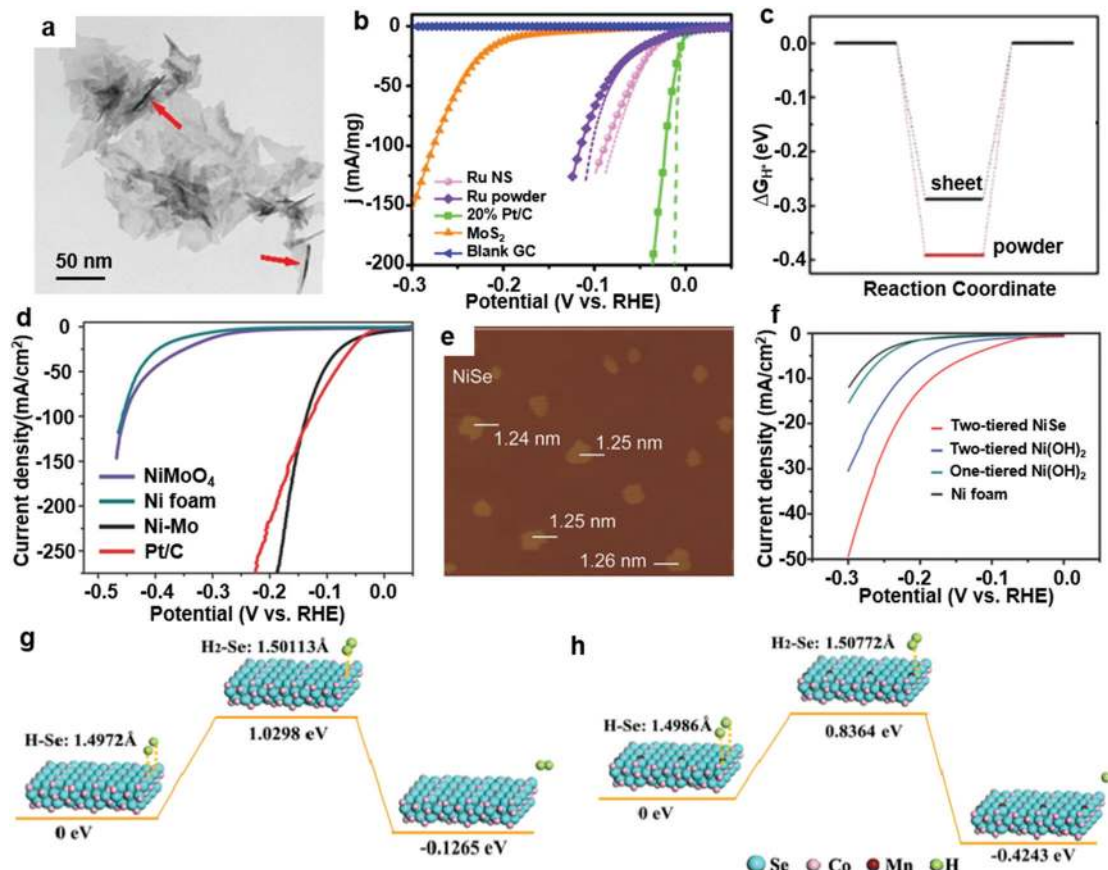 a
50 nm
b
j (mA/mg)
0
-50
-100
-150
-200
Ru NS
Ru powder
20% Pt/C
MoS₂
Blank GC
-0.3 -0.2 -0.1 0.0
Potential (V vs. RHE)
c
ΔG_H* (eV)
0.0
-0.1
-0.2
-0.3
-0.4
sheet
powder
Reaction Coordinate
d
Current density(mA/cm²)
0
-50
-100
-150
-200
-250
NiMoO₄
Ni foam
Ni-Mo
Pt/C
-0.5 -0.4 -0.3 -0.2 -0.1 0.0
Potential (V vs. RHE)
e
NiSe
1.24 nm
1.25 nm
1.25 nm
1.26 nm
f
Current density (mA/cm²)
0
-10
-20
-30
-40
-50
Two-tiered NiSe
Two-tiered Ni(OH)₂
One-tiered Ni(OH)₂
Ni foam
-0.3 -0.2 -0.1 0.0
Potential (V vs. RHE)
g
H-Se: 1.4972Å
0 eV
H₂-Se: 1.50113Å
1.0298 eV
-0.1265 eV
h
H-Se: 1.4986Å
0 eV
H₂-Se: 1.50772Å
0.8364 eV
-0.4243 eV
Se Co Mn H